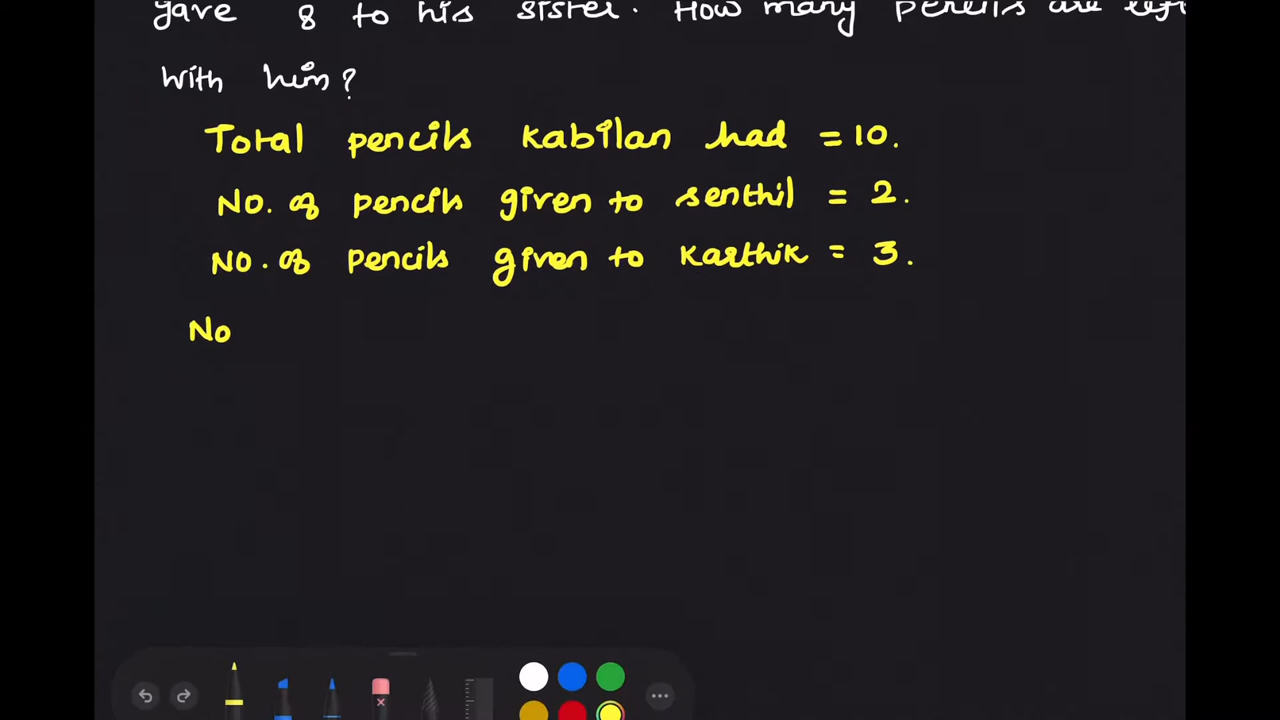 gave 8 to his sister. How many pencils are left
with him?
Total pencils kabilan had = 10.
No. of pencils given to senthil = 2.
No. of pencils given to karthik = 3.
No